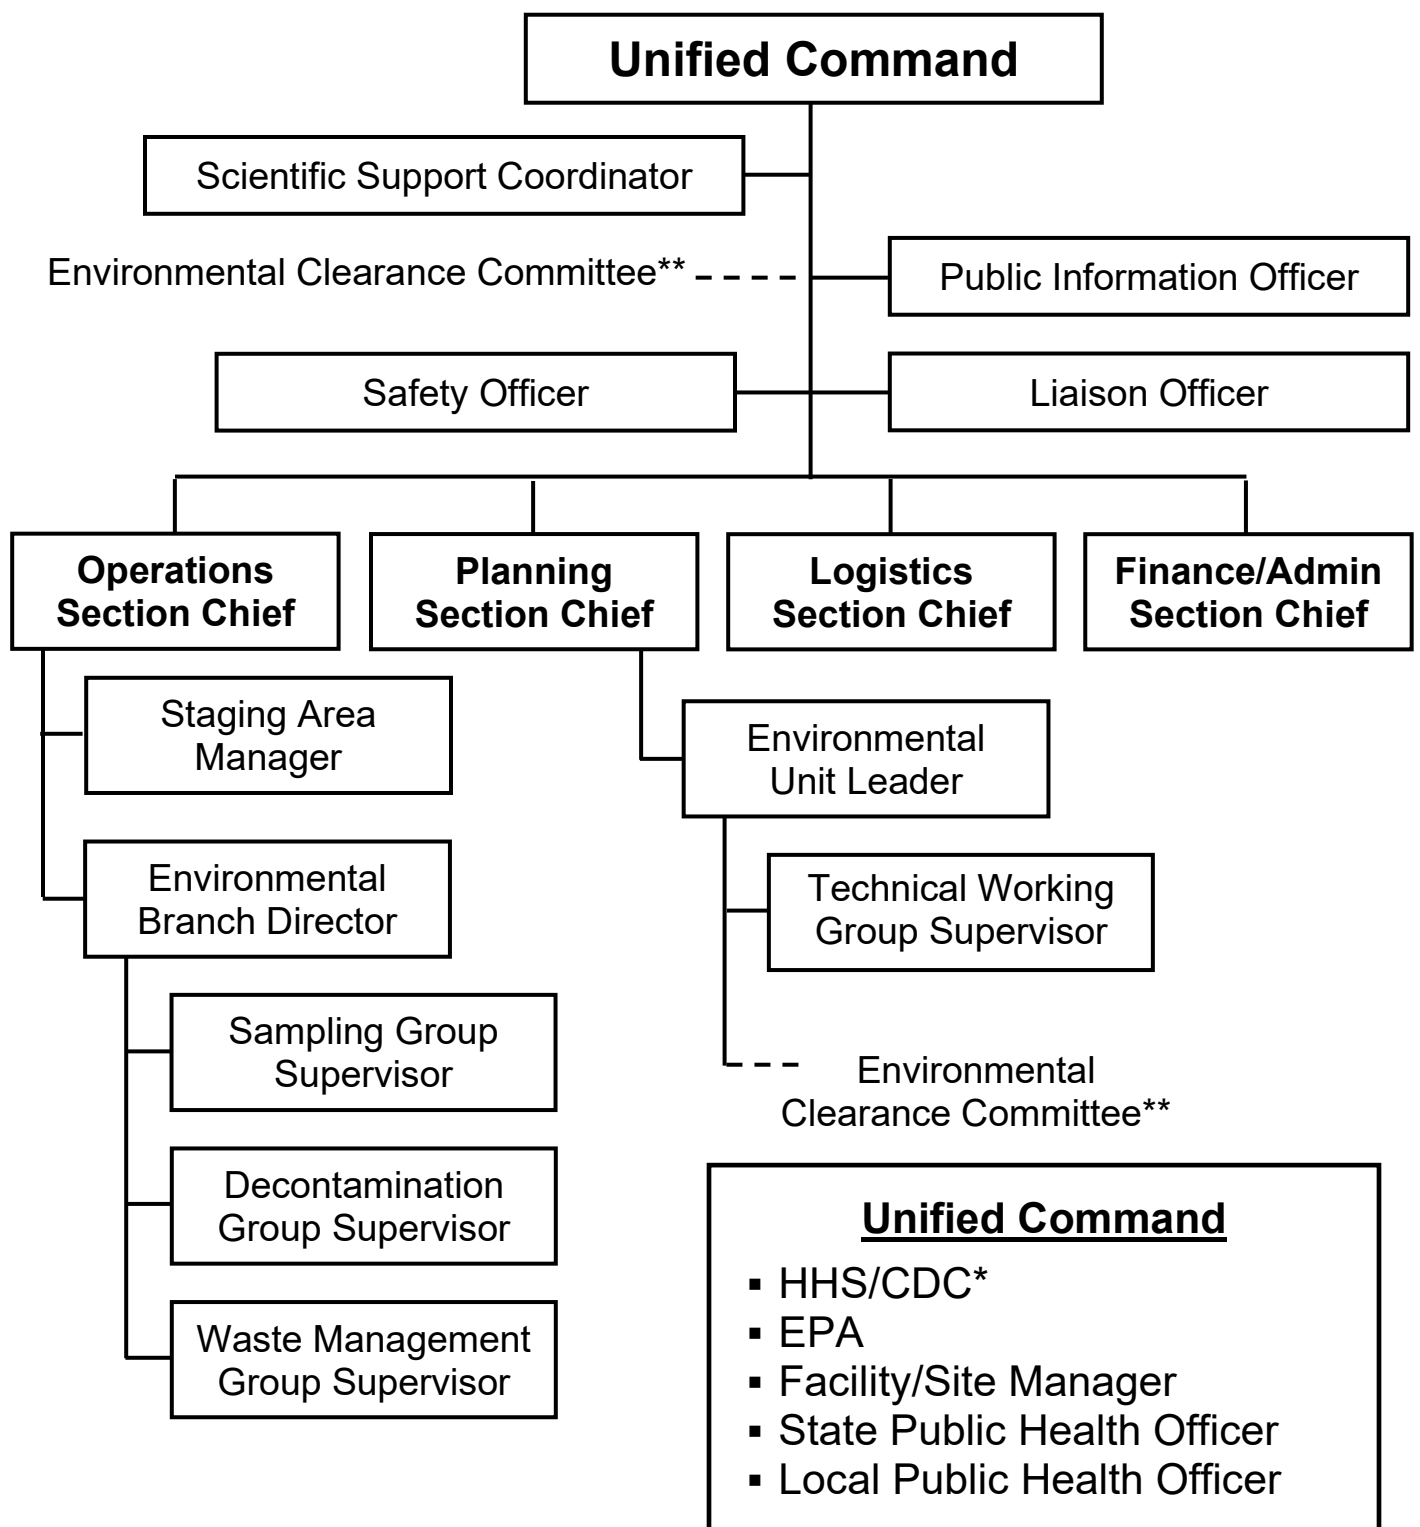 Unified Command
Scientific Support Coordinator
Environmental Clearance Committee**
Public Information Officer
Safety Officer
Liaison Officer
Operations
Section Chief
Planning
Section Chief
Logistics
Section Chief
Finance/Admin
Section Chief
Staging Area
Manager
Environmental
Branch Director
Sampling Group
Supervisor
Decontamination
Group Supervisor
Waste Management
Group Supervisor
Environmental
Unit Leader
Technical Working
Group Supervisor
Environmental
Clearance Committee**
Unified Command
▪ HHS/CDC*
▪ EPA
▪ Facility/Site Manager
▪ State Public Health Officer
▪ Local Public Health Officer